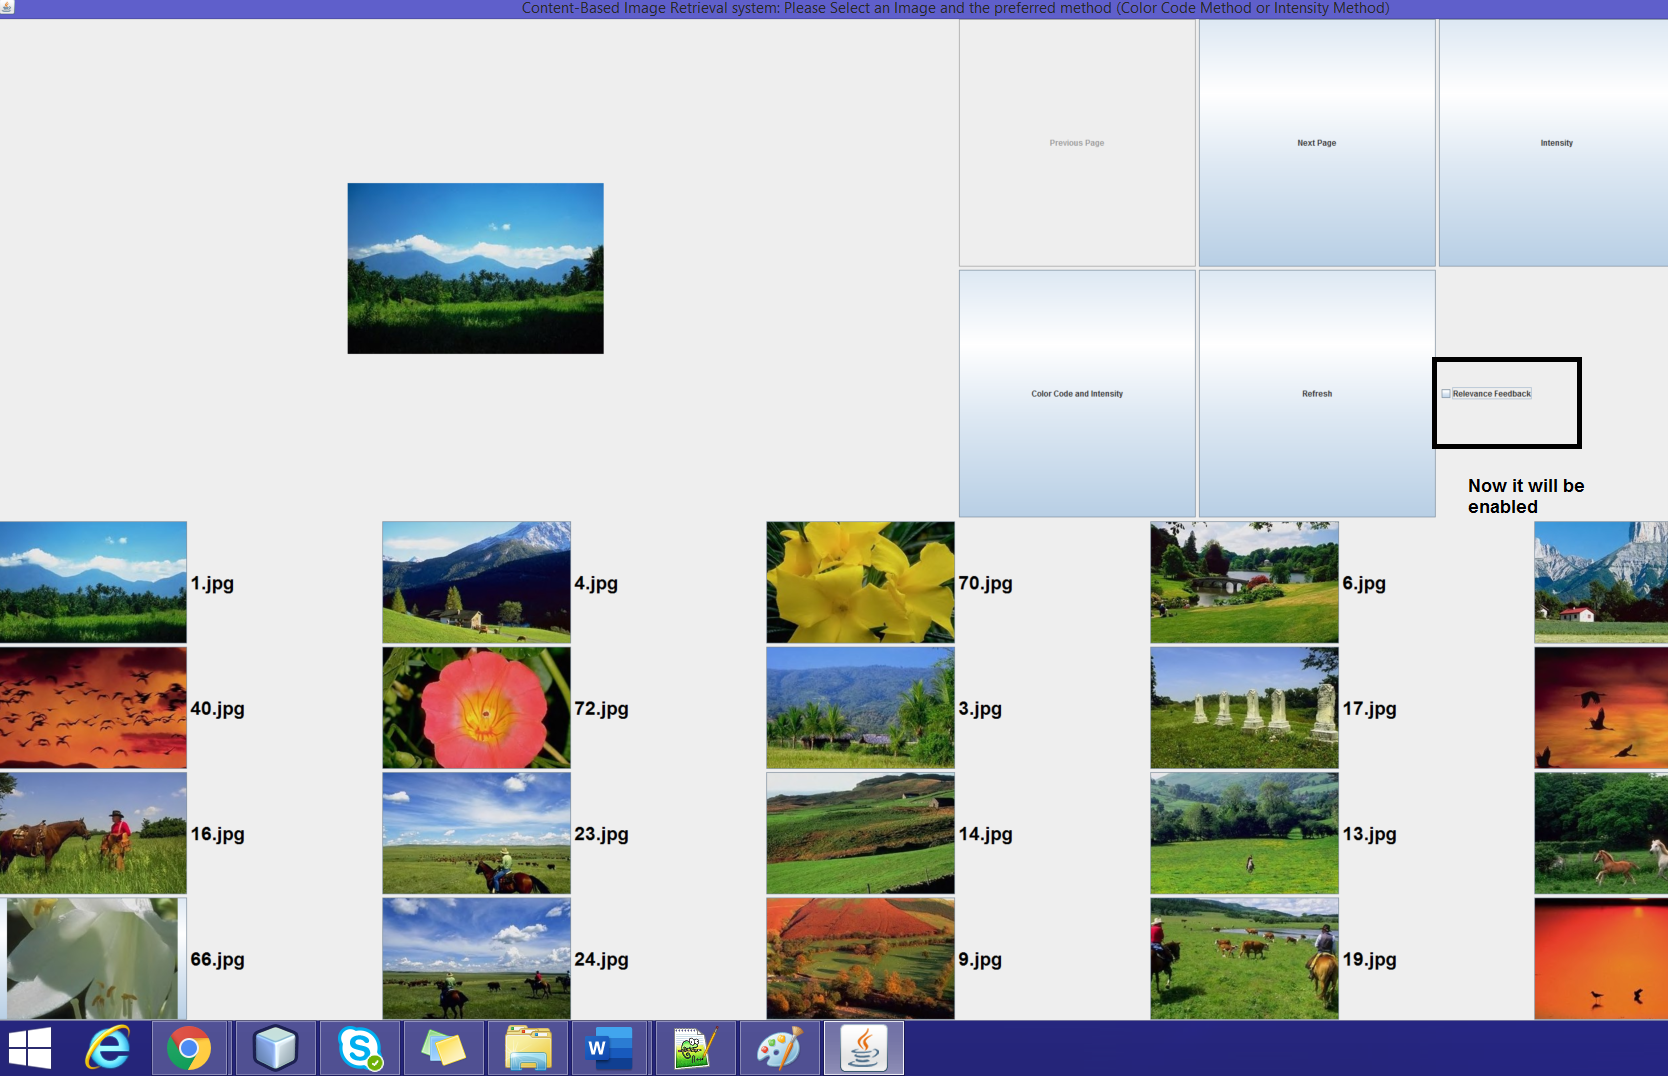 Content-Based Image Retrieval system: Please Select an Image and the preferred method (Color Code Method or Intensity Method)
Previous Page
Next Page
Intensity
Color Code and Intensity
Refresh
Relevance Feedback
Now it will be
enabled
1.jpg
4.jpg
70.jpg
6.jpg
40.jpg
72.jpg
3.jpg
17.jpg
16.jpg
23.jpg
14.jpg
13.jpg
66.jpg
24.jpg
9.jpg
19.jpg
W